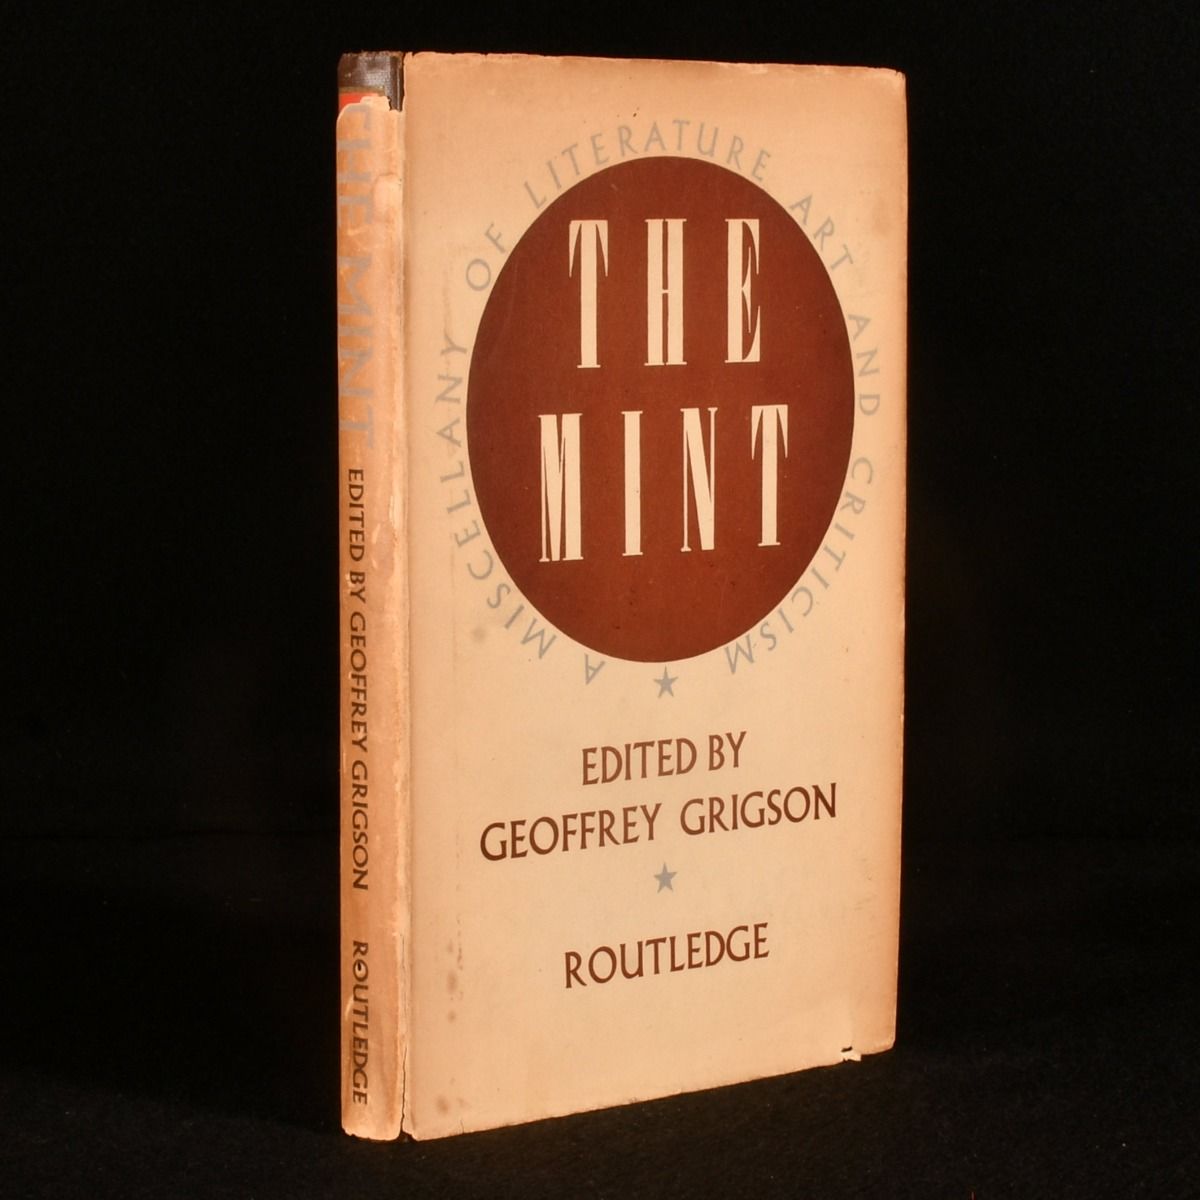 A MISCELLANY OF LITERATURE ART AND CRITICISM
THE
MINT
EDITED BY
GEOFFREY GRIGSON
ROUTLEDGE
THE MINT EDITED BY GEOFFREY GRIGSON ROUTLEDGE